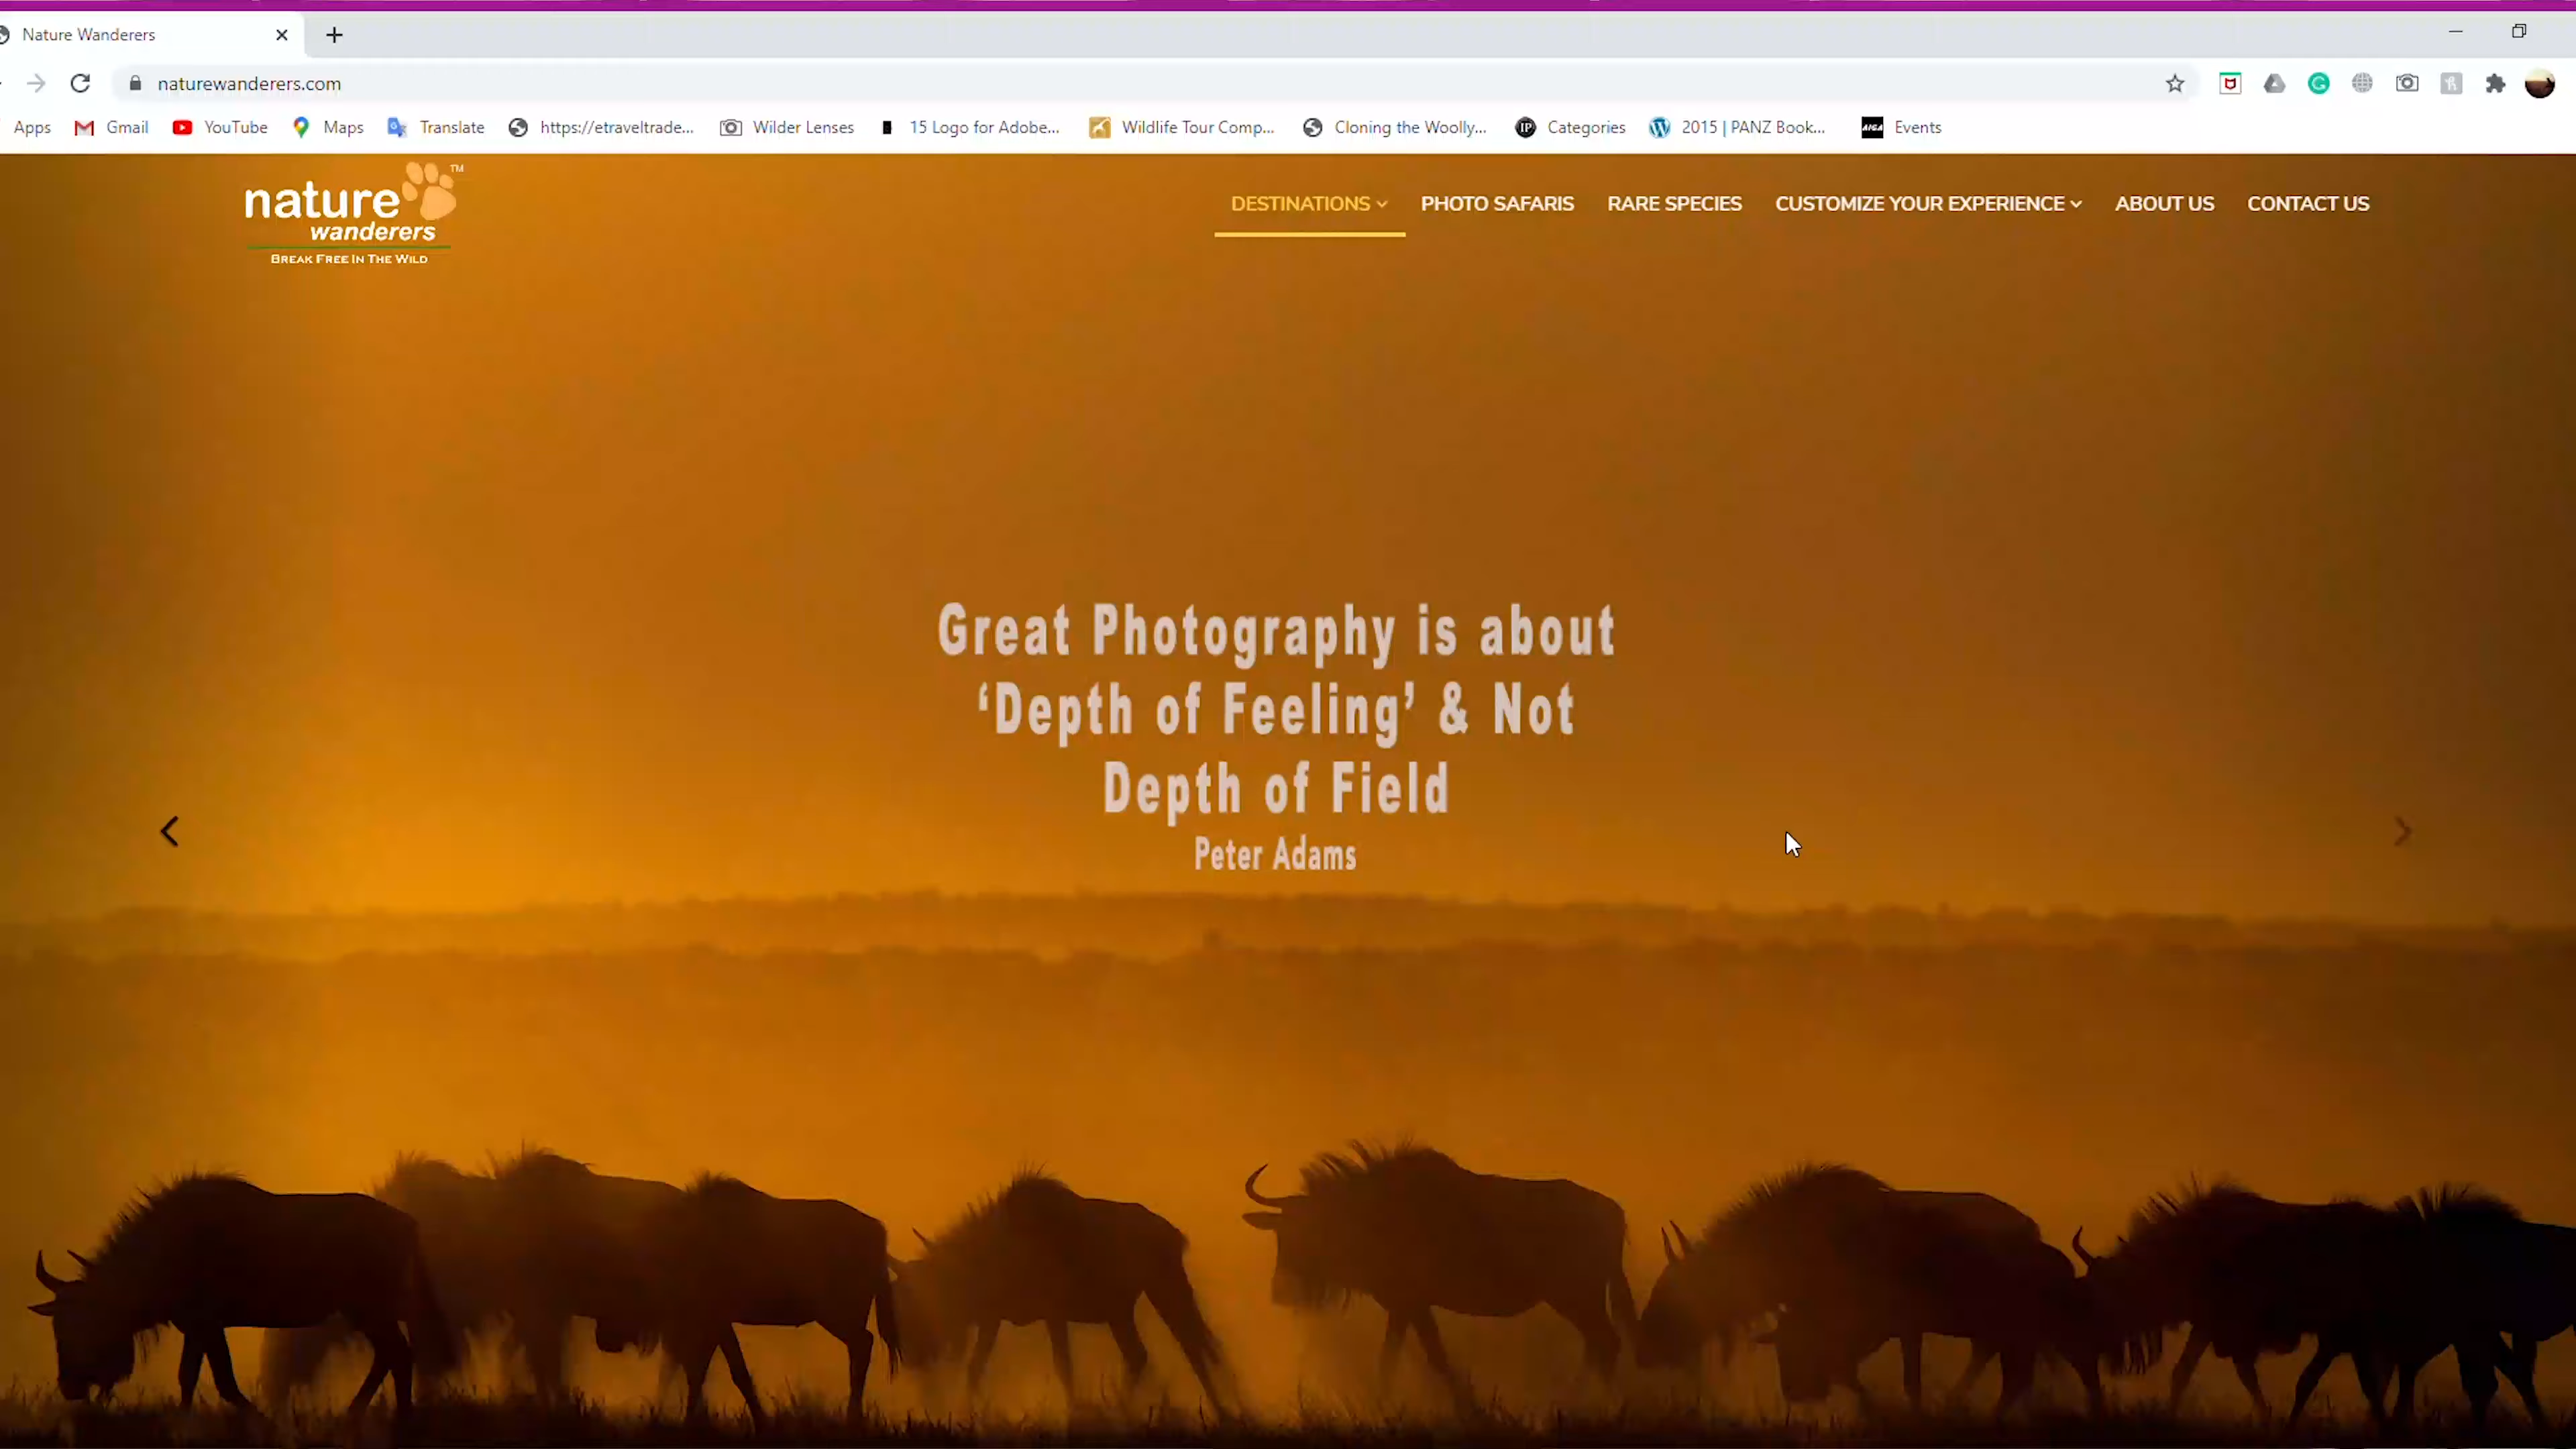 Nature Wanderers
naturewanderers.com
Apps Gmail YouTube Maps Translate https://etraveltrade... Wilder Lenses 15 Logo for Adobe... Wildlife Tour Comp... Cloning the Woolly... Categories 2015 | PANZ Book... Events
nature TM
wanderers
BREAK FREE IN THE WILD
DESTINATIONS PHOTO SAFARIS RARE SPECIES CUSTOMIZE YOUR EXPERIENCE ABOUT US CONTACT US
Great Photography is about
‘Depth of Feeling’ & Not
Depth of Field
Peter Adams